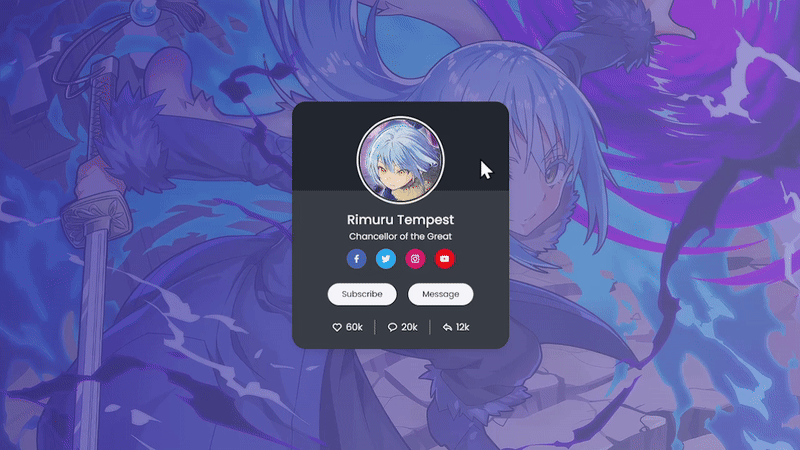 Rimuru Tempest
Chancellor of the Great
Subscribe Message
60k 20k 12k